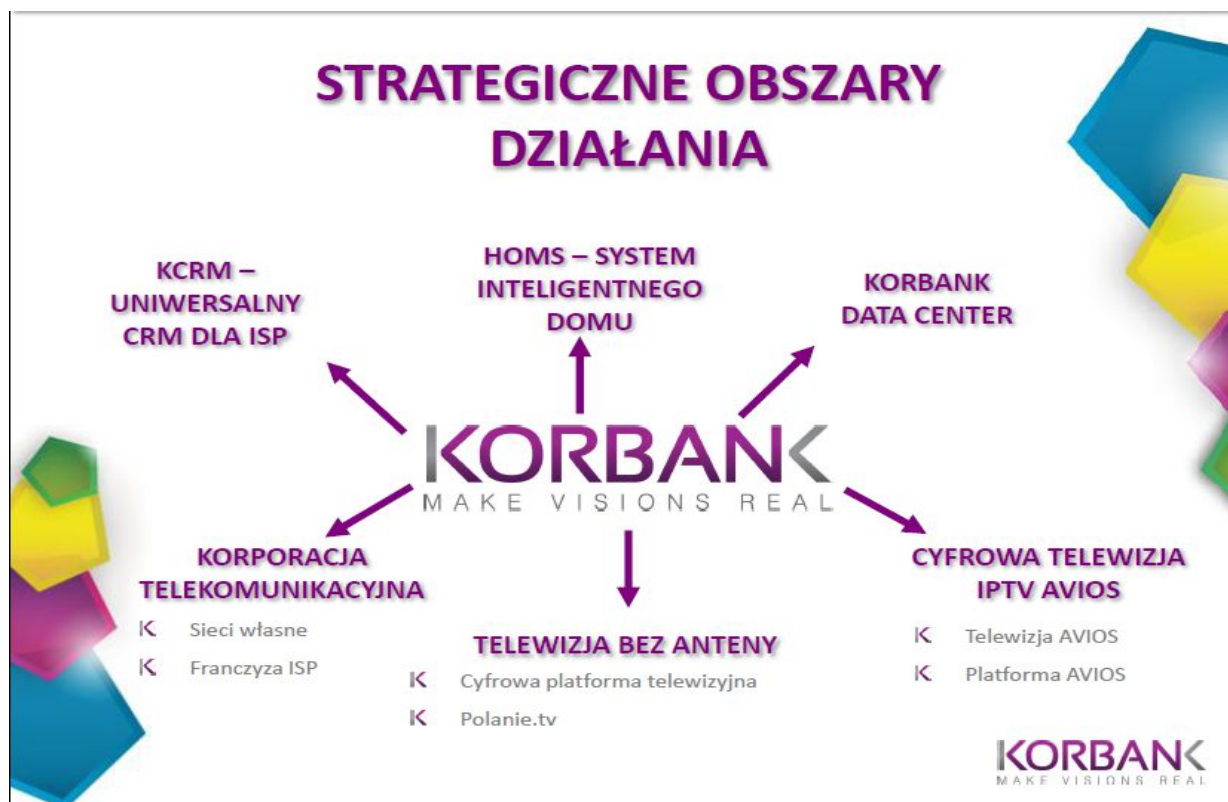 STRATEGICZNE OBSZARY
DZIAŁANIA
KCRM –
UNIWERSALNY
CRM DLA ISP
HOMS – SYSTEM
INTELIGENTNEGO
DOMU
KORBANK
DATA CENTER
KORBANK
MAKE VISIONS REAL
KORPORACJA
TELEKOMUNIKACYJNA
Sieci własne
Franczyza ISP
TELEWIZJA BEZ ANTENY
Cyfrowa platforma telewizyjna
Polanie.tv
CYFROWA TELEWIZJA
IPTV AVIOS
Telewizja AVIOS
Platforma AVIOS
KORBANK
MAKE VISIONS REAL